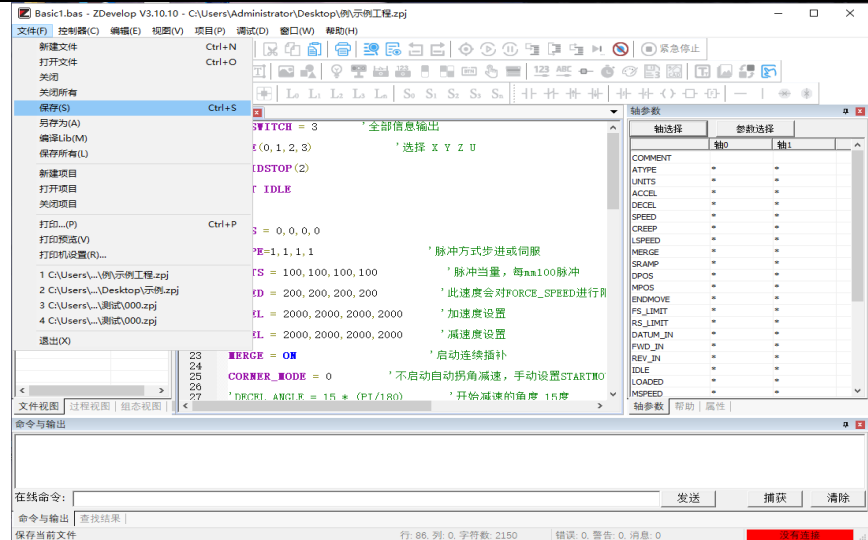 Basic1.bas - ZDevelop V3.10.10 - C:\Users\Administrator\Desktop\例\示例工程.zpj
文件(F) 控制器(C) 编辑(E) 视图(V) 项目(P) 调试(D) 窗口(W) 帮助(H)
新建文件 Ctrl+N
打开文件 Ctrl+O
关闭
关闭所有
保存(S) Ctrl+S
另存为(A)
编译Lib(M)
保存所有(L)
新建项目
打开项目
关闭项目
打印...(P) Ctrl+P
打印预览(V)
打印机设置(R)...
1 C:\Users\...\例\示例工程.zpj
2 C:\Users\...\Desktop\示例.zpj
3 C:\Users\...\测试\000.zpj
4 C:\Users\...\测试\000.zpj
退出(X)
紧急停止
SWITCH = 3 '全部信息输出
(0,1,2,3) '选择 X Y Z U
IDSTOP(2)
T IDLE
S = 0,0,0,0
PE=1,1,1,1 '脉冲方式步进或伺服
TS = 100,100,100,100 '脉冲当量，每mm100脉冲
ED = 200,200,200,200 '此速度会对FORCE_SPEED进行
EL = 2000,2000,2000,2000 '加速度设置
EL = 2000,2000,2000,2000 '减速度设置
23 MERGE = ON '启动连续插补
24
25 CORNER_MODE = 0 '不启动自动拐角减速，手动设置STARTMO
26
27 'DECEL_ANGLE = 15 * (PI/180) '开始减速的角度 15度
轴参数
轴选择 参数选择
轴0 轴1
COMMENT
ATYPE * *
UNITS * *
ACCEL * *
DECEL * *
SPEED * *
CREEP * *
LSPEED * *
MERGE * *
SRAMP * *
DPOS * *
MPOS * *
ENDMOVE * *
FS_LIMIT * *
RS_LIMIT * *
DATUM_IN * *
FWD_IN * *
REV_IN * *
IDLE * *
LOADED * *
MSPEED * *
文件视图 过程视图 组态视图
轴参数 帮助 属性
命令与输出
在线命令: 发送 捕获 清除
命令与输出 查找结果
保存当前文件 行: 86, 列: 0, 字符数: 2150 错误: 0, 警告: 0, 消息: 0 没有连接